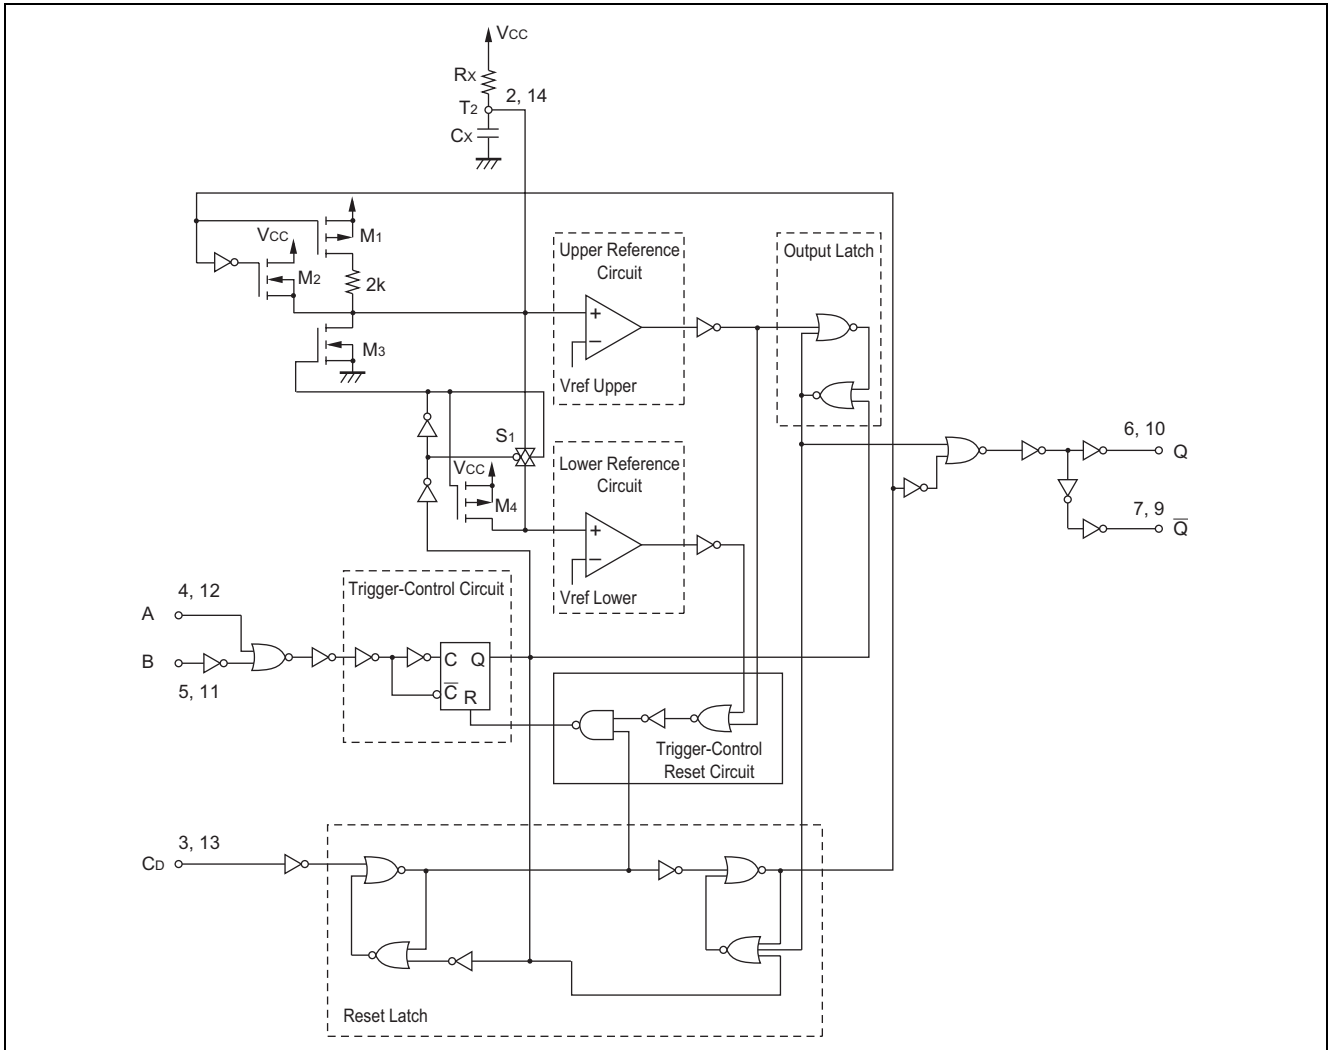 VCC
RX
2, 14
T2
CX
VCC
M1
M2
2k
M3
Upper Reference
Circuit
+
−
Vref Upper
Output Latch
S1
VCC
M4
Lower Reference
Circuit
+
−
Vref Lower
6, 10
Q
7, 9
Q̅
Trigger-Control Circuit
4, 12
A
B
5, 11
C Q
C̅ R
Trigger-Control
Reset Circuit
3, 13
CD
Reset Latch